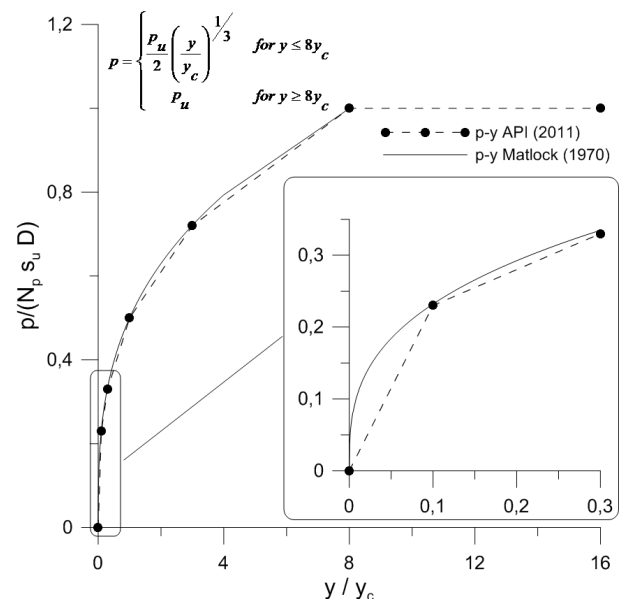 1,2
p = { p_u/2 (y/y_c)^1/3 for y ≤ 8y_c
p_u for y ≥ 8y_c
p-y API (2011)
p-y Matlock (1970)
0,8
0,4
0
p/(N_p s_u D)
0,3
0,2
0,1
0
0 0,1 0,2 0,3
0 4 8 12 16
y / y_c